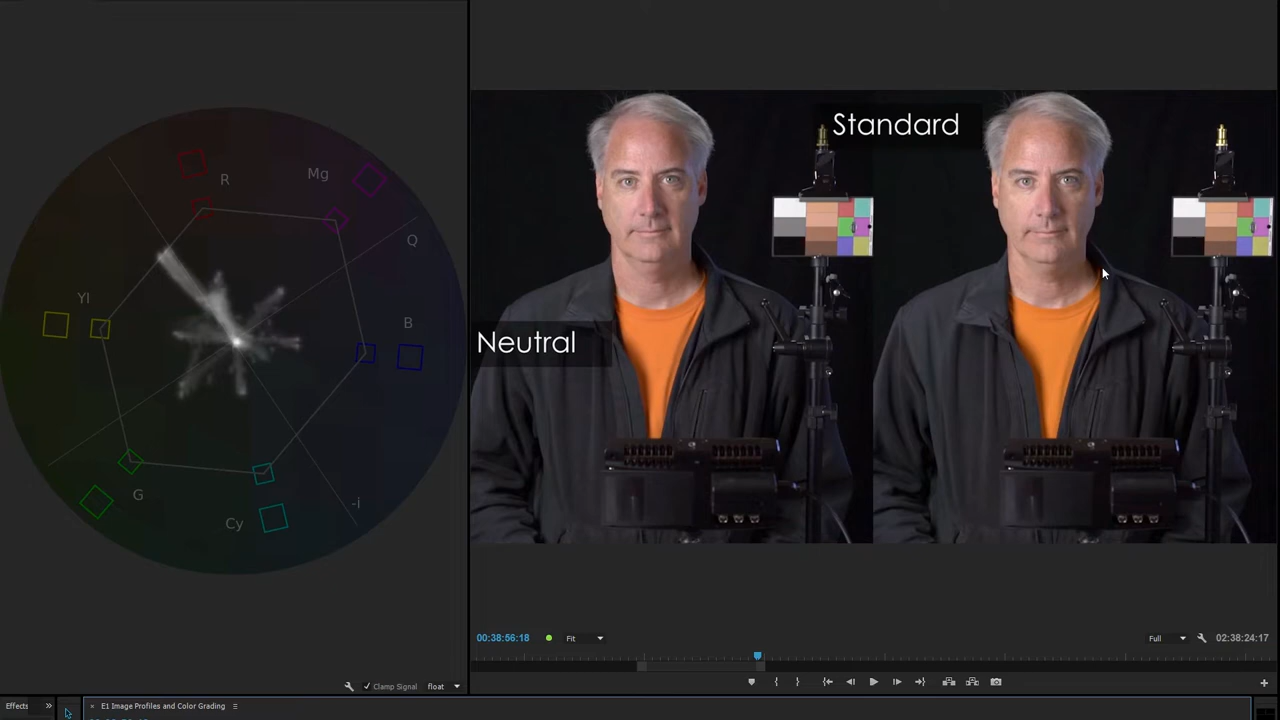 R
Mg
Q
Yl
B
G
-i
Cy
Standard
Neutral
00:38:56:18
Fit
Full
02:38:24:17
Clamp Signal
float
Effects
E1 Image Profiles and Color Grading